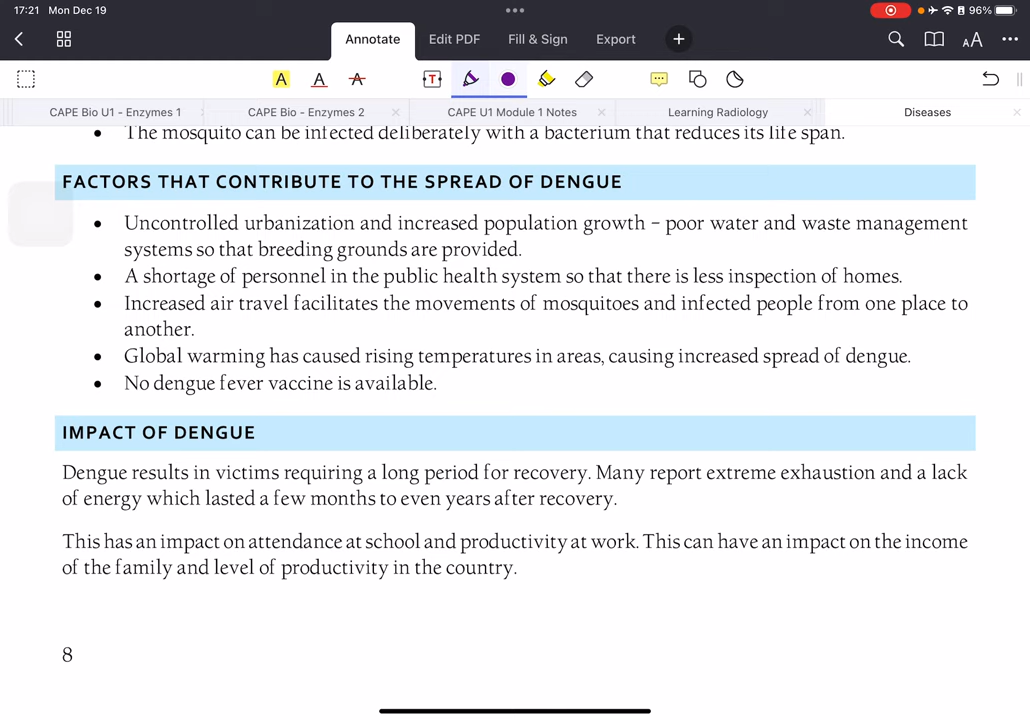 17:21 Mon Dec 19
96%
Annotate Edit PDF Fill & Sign Export
AA
A A A T
CAPE Bio U1 - Enzymes 1 CAPE Bio - Enzymes 2 CAPE U1 Module 1 Notes Learning Radiology Diseases
• The mosquito can be infected deliberately with a bacterium that reduces its life span.
FACTORS THAT CONTRIBUTE TO THE SPREAD OF DENGUE
• Uncontrolled urbanization and increased population growth – poor water and waste management
systems so that breeding grounds are provided.
• A shortage of personnel in the public health system so that there is less inspection of homes.
• Increased air travel facilitates the movements of mosquitoes and infected people from one place to
another.
• Global warming has caused rising temperatures in areas, causing increased spread of dengue.
• No dengue fever vaccine is available.
IMPACT OF DENGUE
Dengue results in victims requiring a long period for recovery. Many report extreme exhaustion and a lack
of energy which lasted a few months to even years after recovery.
This has an impact on attendance at school and productivity at work. This can have an impact on the income
of the family and level of productivity in the country.
8